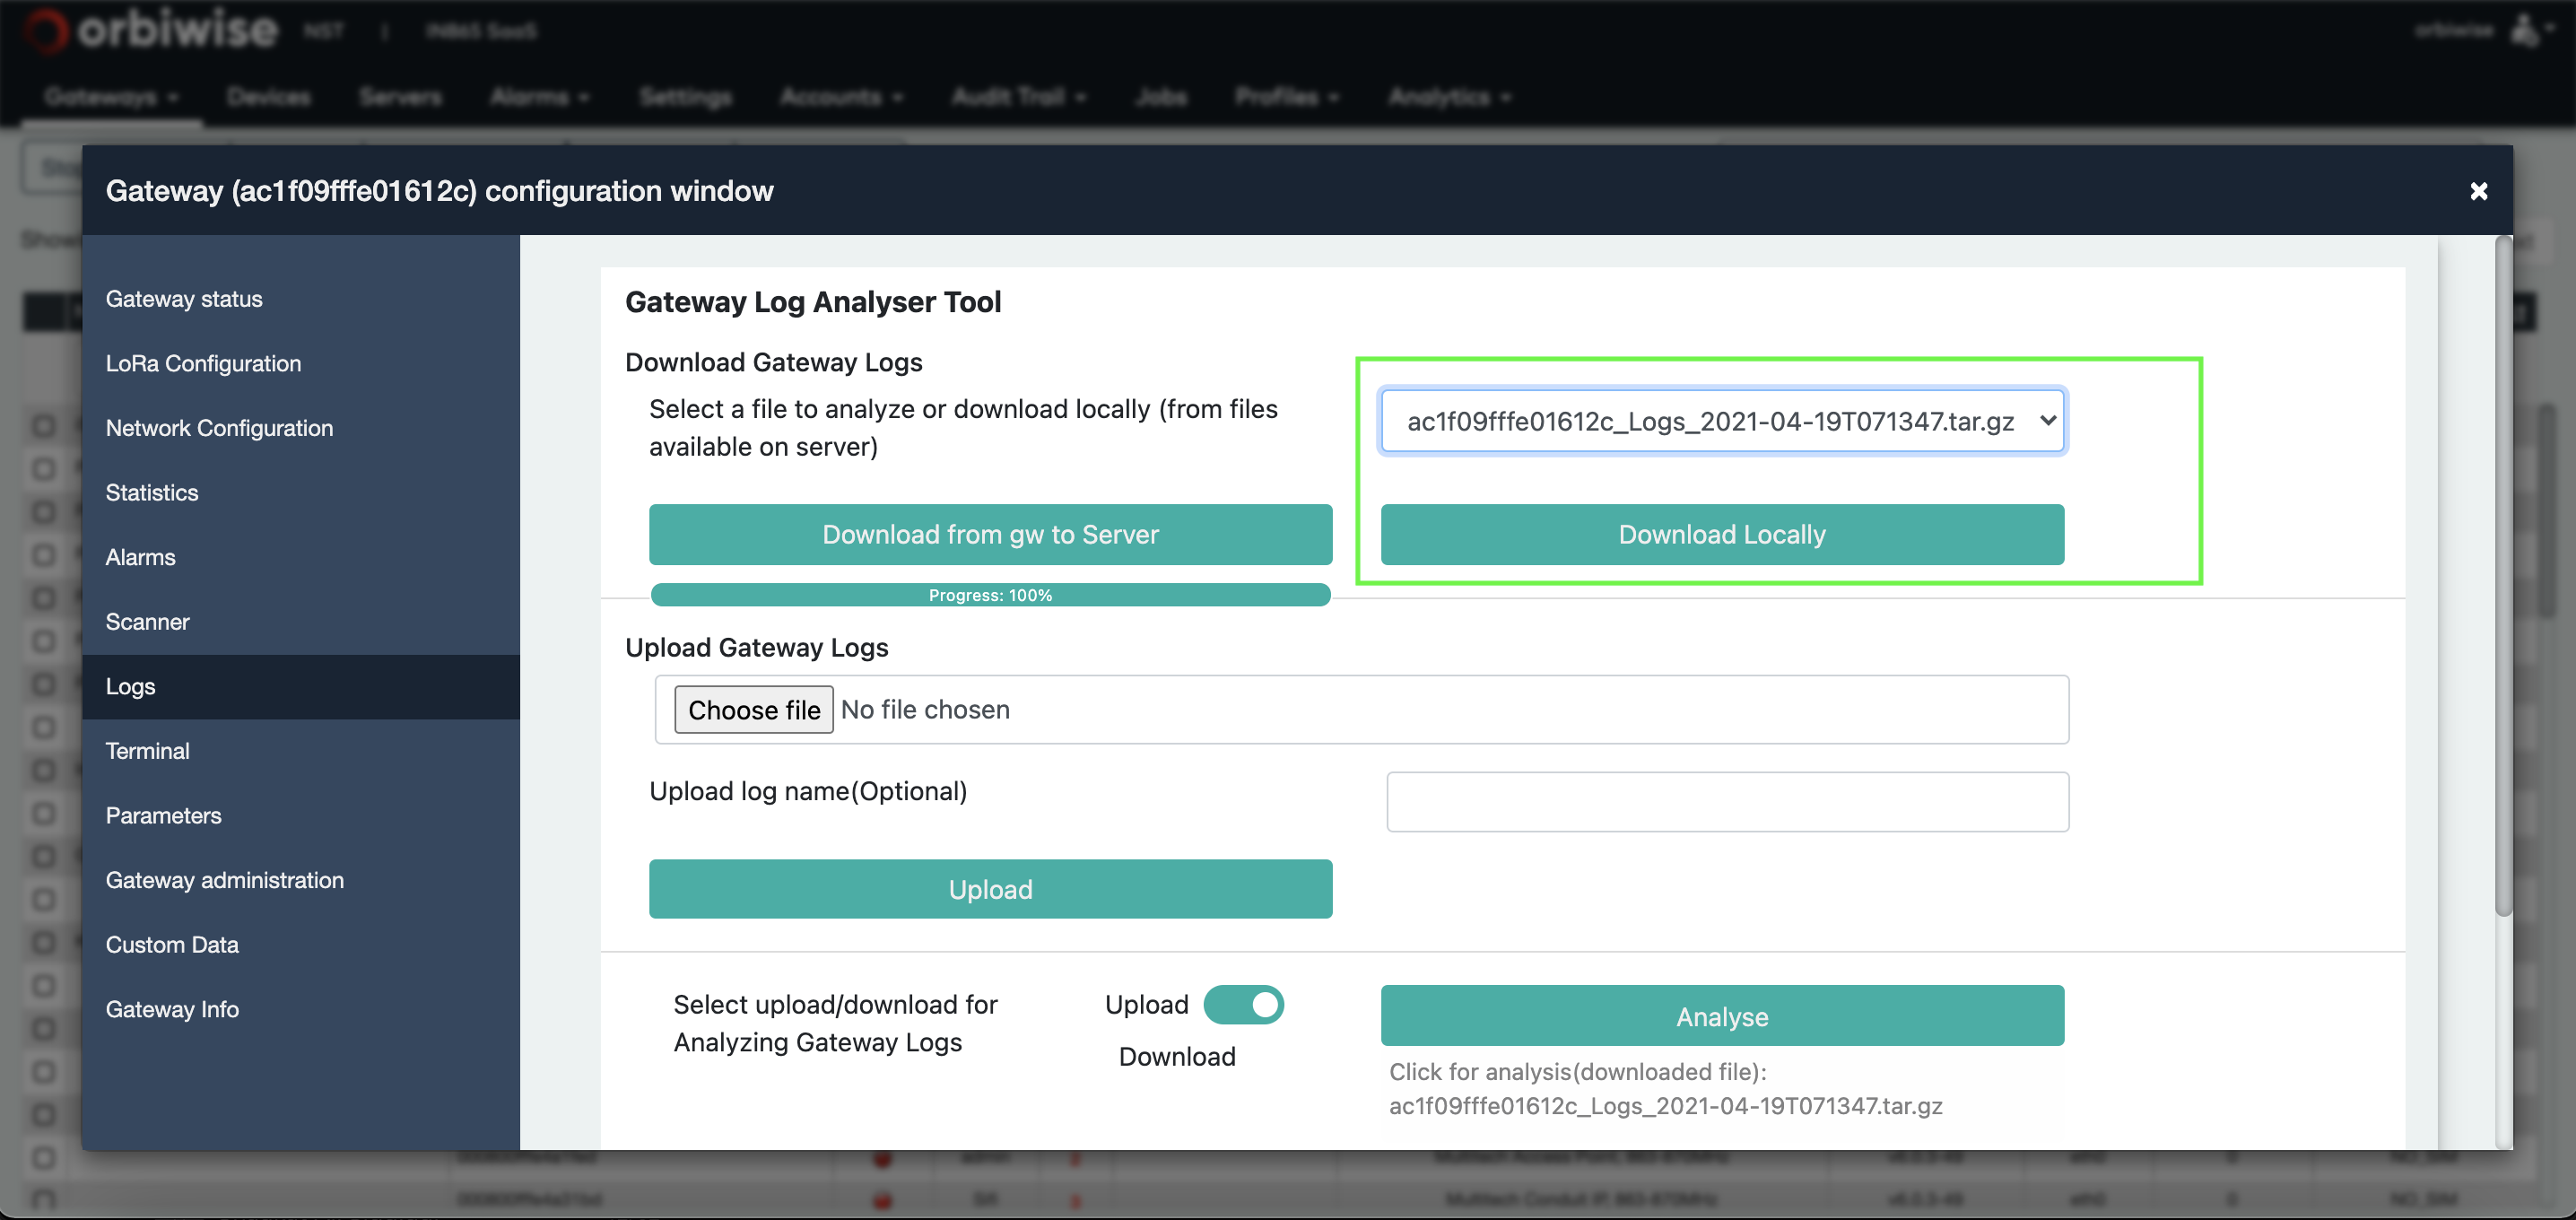 orbiwise NST | IN865 SaaS orbiwise
Gateways Devices Servers Alarms Settings Accounts Audit Trail Jobs Profiles Analytics
Gateway (ac1f09fffe01612c) configuration window
Gateway status
LoRa Configuration
Network Configuration
Statistics
Alarms
Scanner
Logs
Terminal
Parameters
Gateway administration
Custom Data
Gateway Info
Gateway Log Analyser Tool
Download Gateway Logs
Select a file to analyze or download locally (from files
available on server)
ac1f09fffe01612c_Logs_2021-04-19T071347.tar.gz
Download from gw to Server
Download Locally
Progress: 100%
Upload Gateway Logs
Choose file No file chosen
Upload log name(Optional)
Upload
Select upload/download for
Analyzing Gateway Logs
Upload
Download
Analyse
Click for analysis(downloaded file):
ac1f09fffe01612c_Logs_2021-04-19T071347.tar.gz